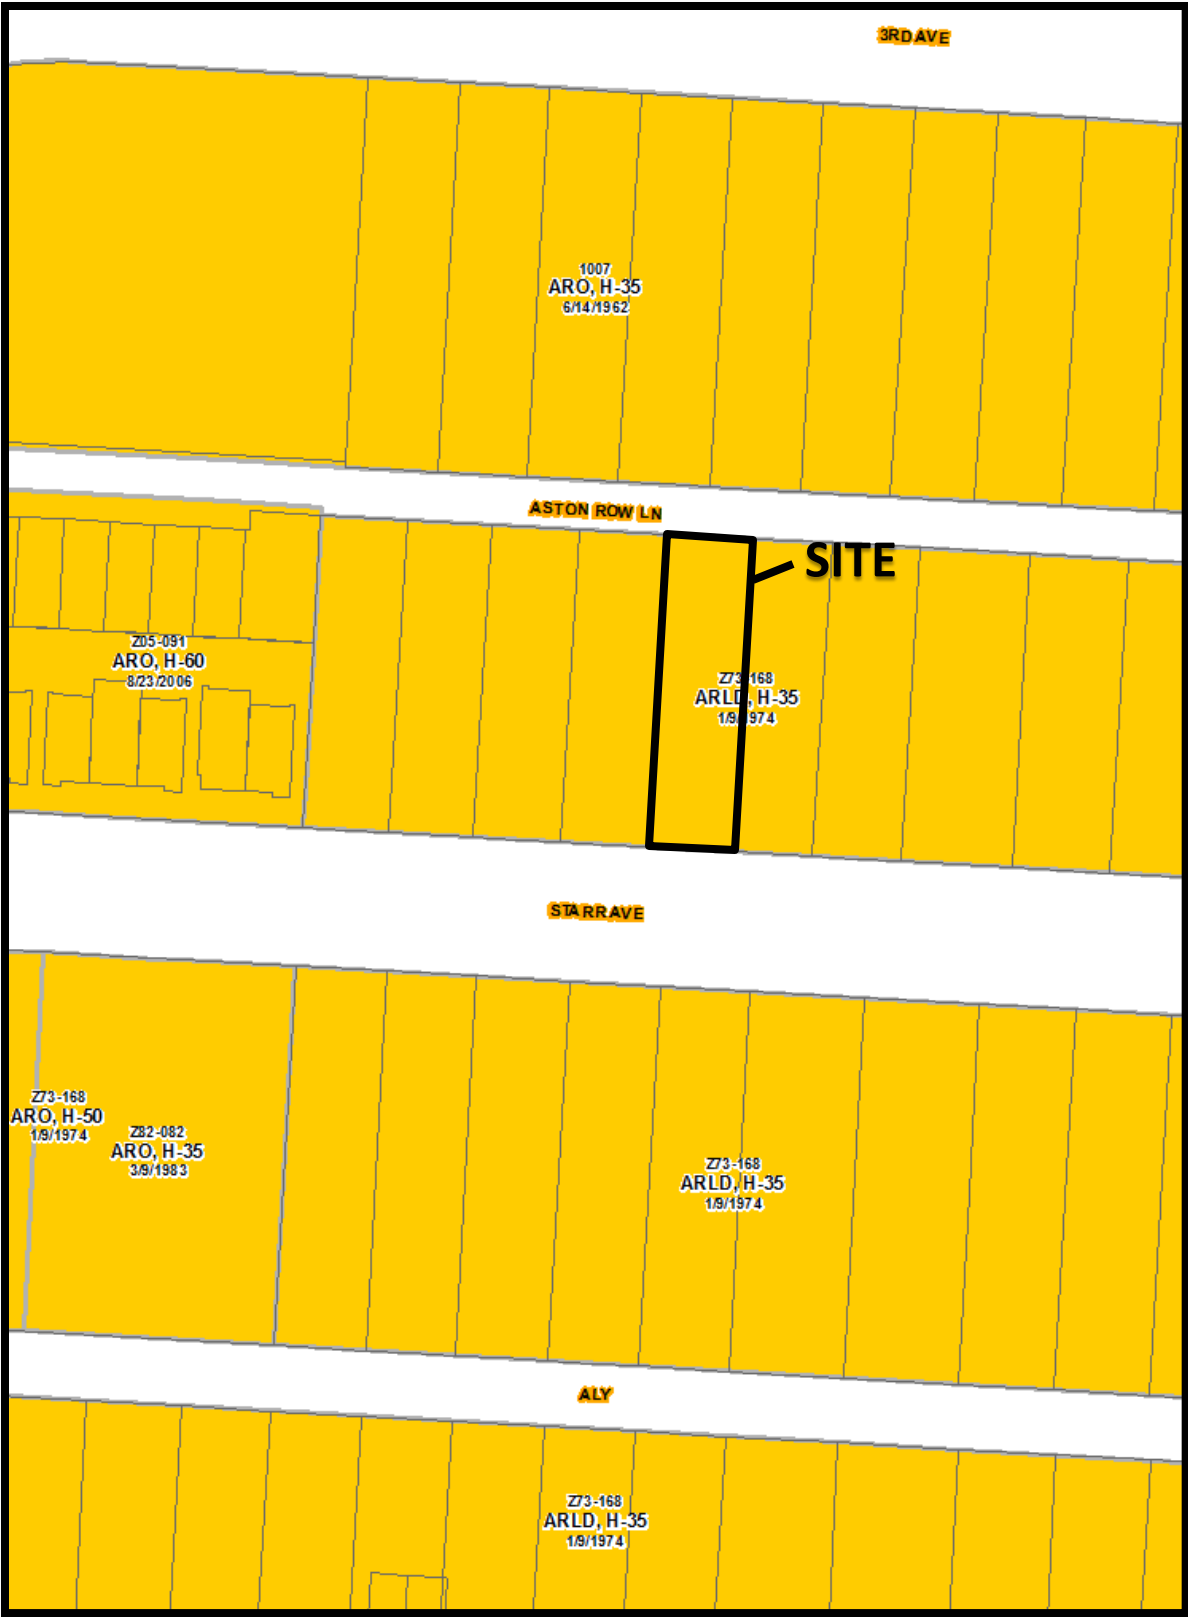 3RD AVE
1007
ARO, H-35
6/14/1962
ASTON ROW LN
SITE
Z05-091
ARO, H-60
8/23/2006
Z73-168
ARLD, H-35
1/9/1974
STARR AVE
Z73-168
ARO, H-50
1/9/1974
Z82-082
ARO, H-35
3/9/1983
Z73-168
ARLD, H-35
1/9/1974
ALY
Z73-168
ARLD, H-35
1/9/1974